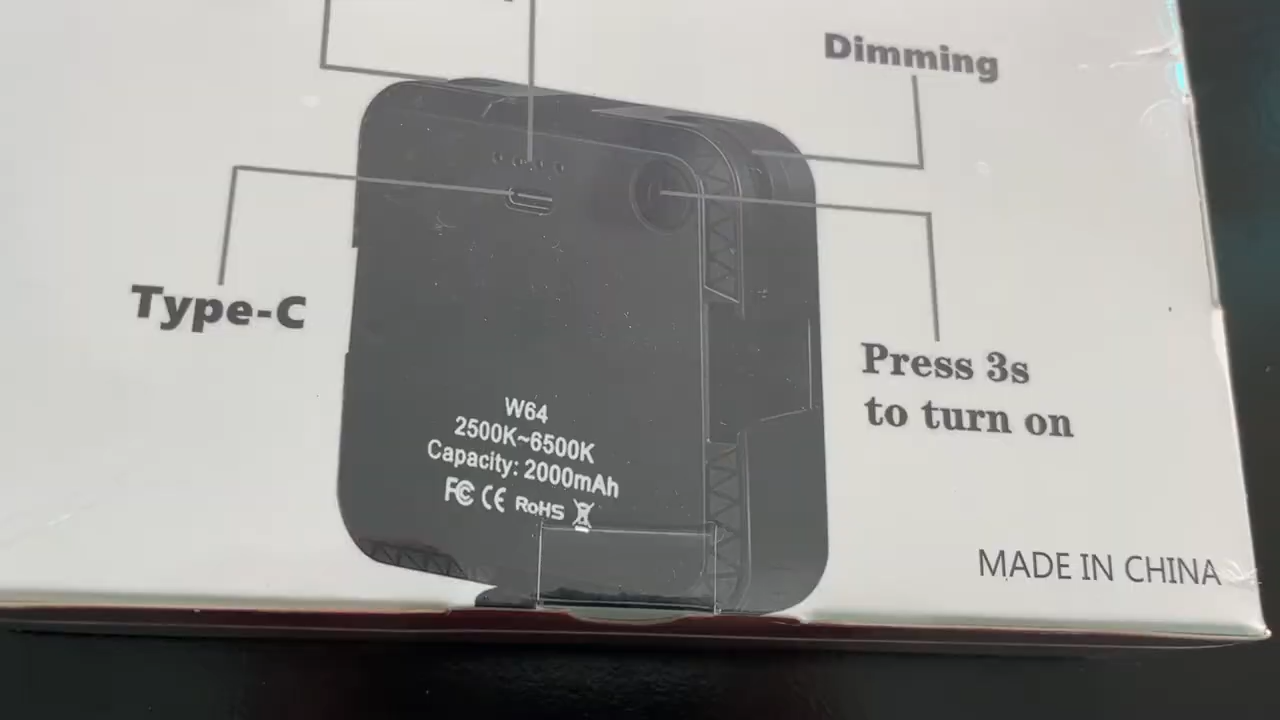 Dimming
Type-C
Press 3s
to turn on
W64
2500K~6500K
Capacity: 2000mAh
FC CE RoHS
MADE IN CHINA